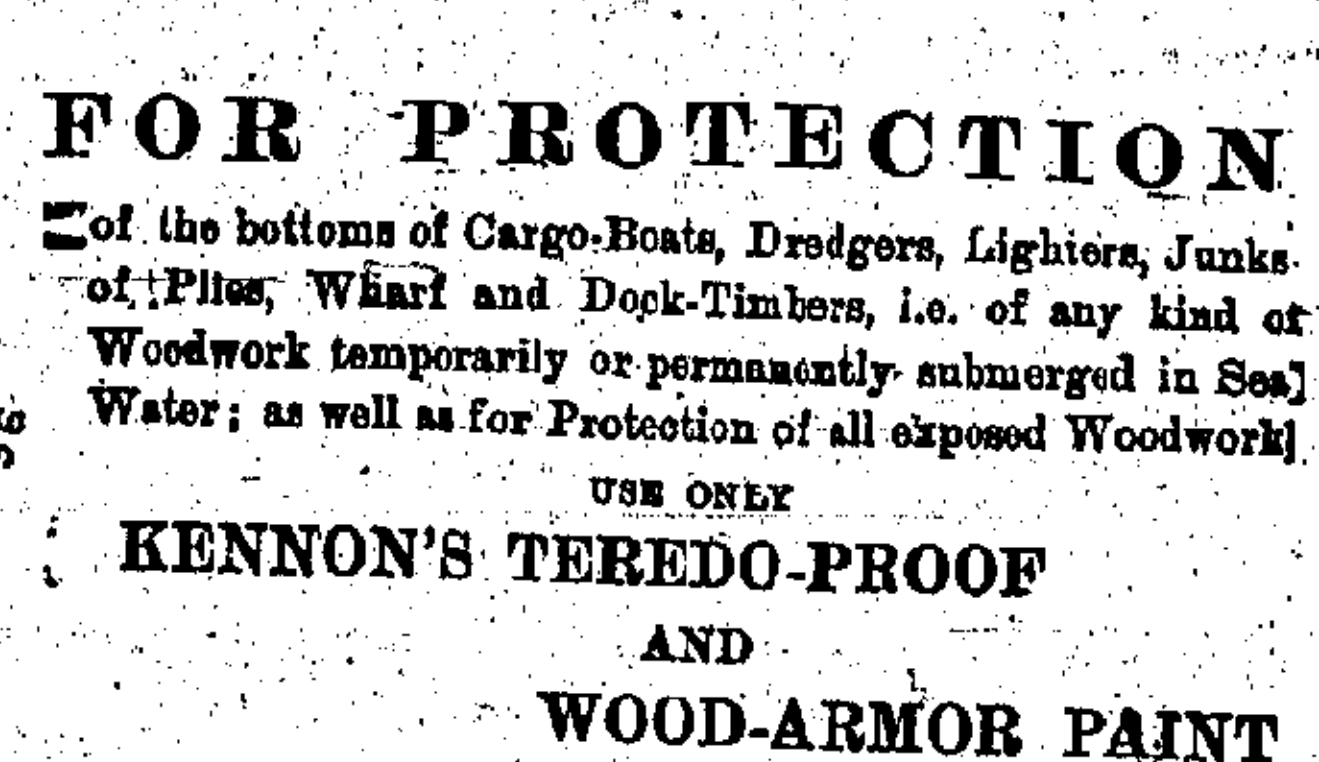 FOR PROTECTION
of the bottoms of Cargo-Boats, Dredgers, Lighters, Junks
of Piles, Wharf and Dock-Timbers, i.e. of any kind of
Woodwork temporarily or permanently submerged in Sea
Water; as well as for Protection of all exposed Woodwork
USE ONLY
KENNON'S TEREDO-PROOF
AND
WOOD-ARMOR PAINT